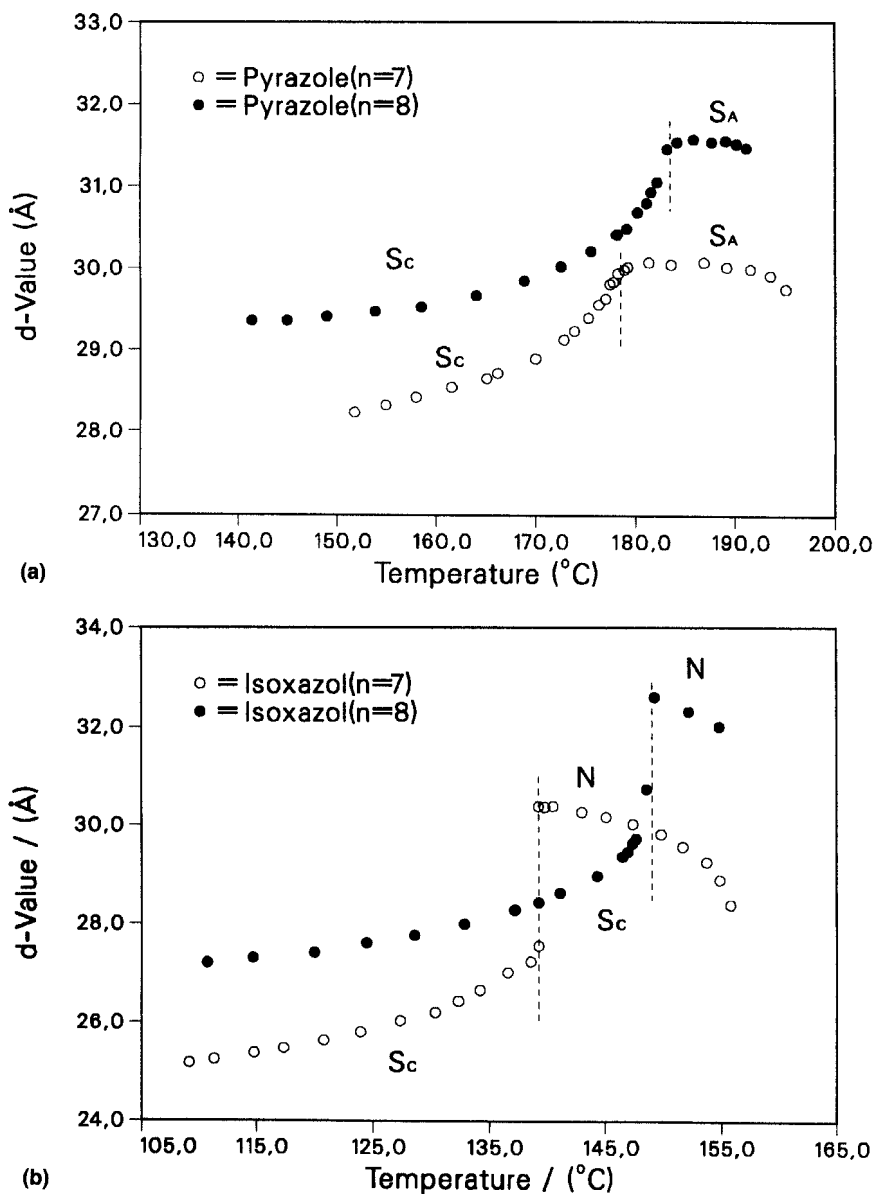 33,0
32,0
31,0
30,0
29,0
28,0
27,0
d-Value (Å)
○ = Pyrazole(n=7)
● = Pyrazole(n=8)
SA
SA
Sc
Sc
130,0 140,0 150,0 160,0 170,0 180,0 190,0 200,0
(a)
Temperature (°C)
34,0
32,0
30,0
28,0
26,0
24,0
d-Value / (Å)
○ = Isoxazol(n=7)
● = Isoxazol(n=8)
N
N
Sc
Sc
105,0 115,0 125,0 135,0 145,0 155,0 165,0
(b)
Temperature / (°C)